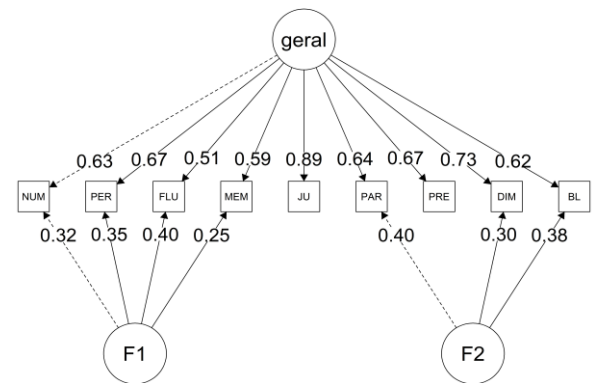 geral
0.63 0.67 0.51 0.59 0.89 0.64 0.67 0.73 0.62
NUM PER FLU MEM JU PAR PRE DIM BL
0.32 0.35 0.40 0.25 0.40 0.30 0.38
F1 F2